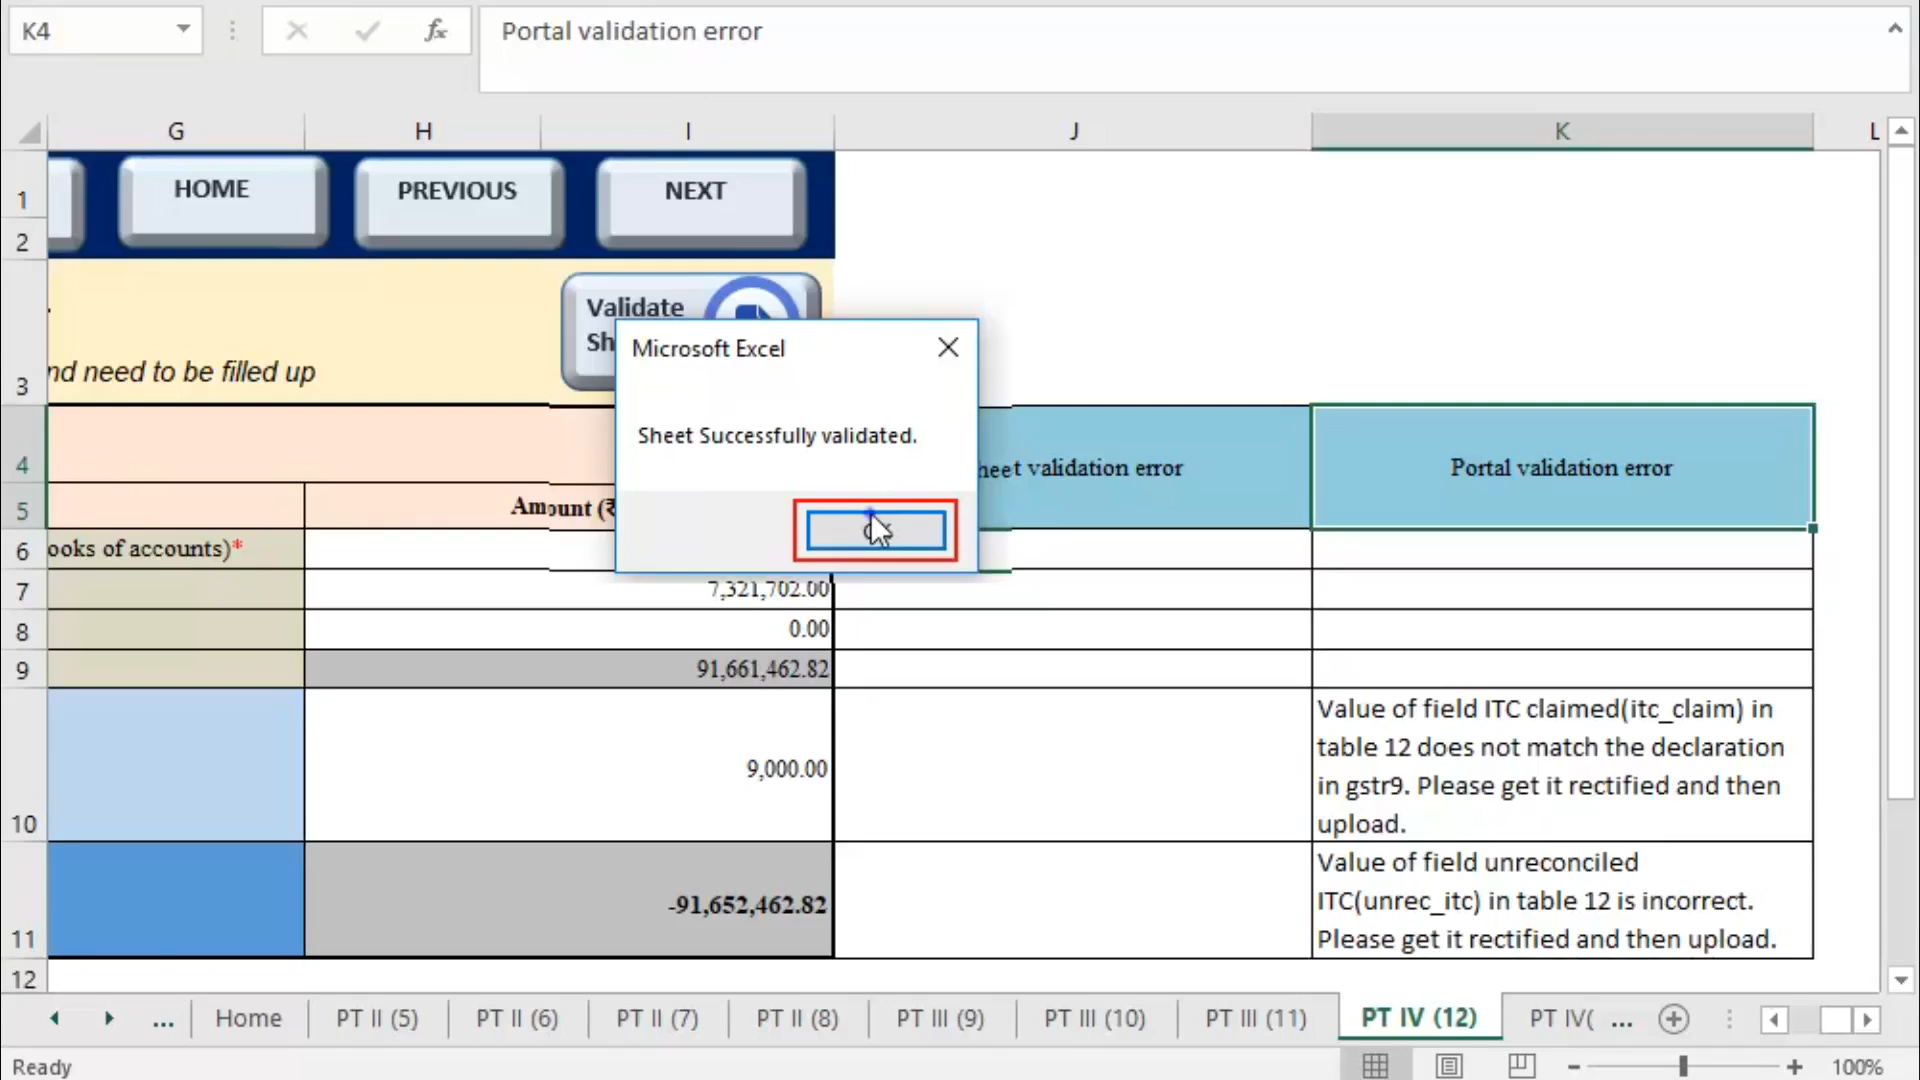 K4
fx
Portal validation error
G H I J K L
1
HOME PREVIOUS NEXT
2
Validate
Sh
3
nd need to be filled up
4
heet validation error
Portal validation error
5
Amount (₹
6
ooks of accounts)*
7
7,321,702.00
8
0.00
9
91,661,462.82
10
9,000.00
Value of field ITC claimed(itc_claim) in
table 12 does not match the declaration
in gstr9. Please get it rectified and then
upload.
11
-91,652,462.82
Value of field unreconciled
ITC(unrec_itc) in table 12 is incorrect.
Please get it rectified and then upload.
12
Microsoft Excel
Sheet Successfully validated.
... Home PT II (5) PT II (6) PT II (7) PT II (8) PT III (9) PT III (10) PT III (11) PT IV (12) PT IV( ...
Ready
100%